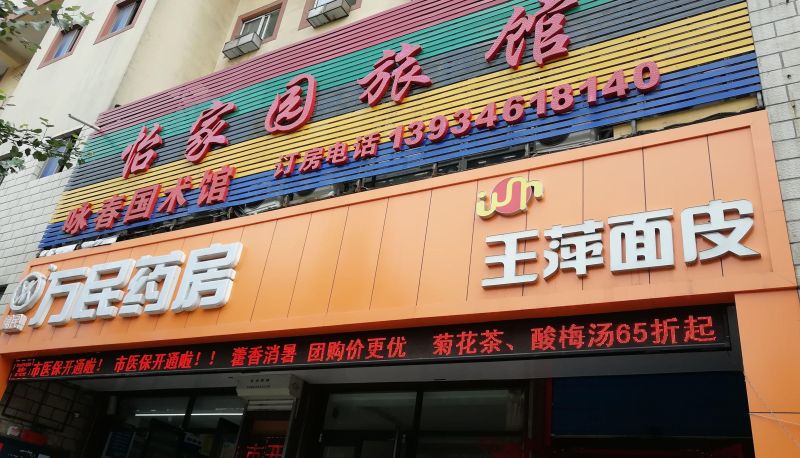 怡家园旅馆
咏春国术馆 订房电话 13934618140
万民药房
王萍面皮
市医保开通啦! 市医保开通啦!! 藿香消暑 团购价更优 菊花茶、酸梅汤65折起